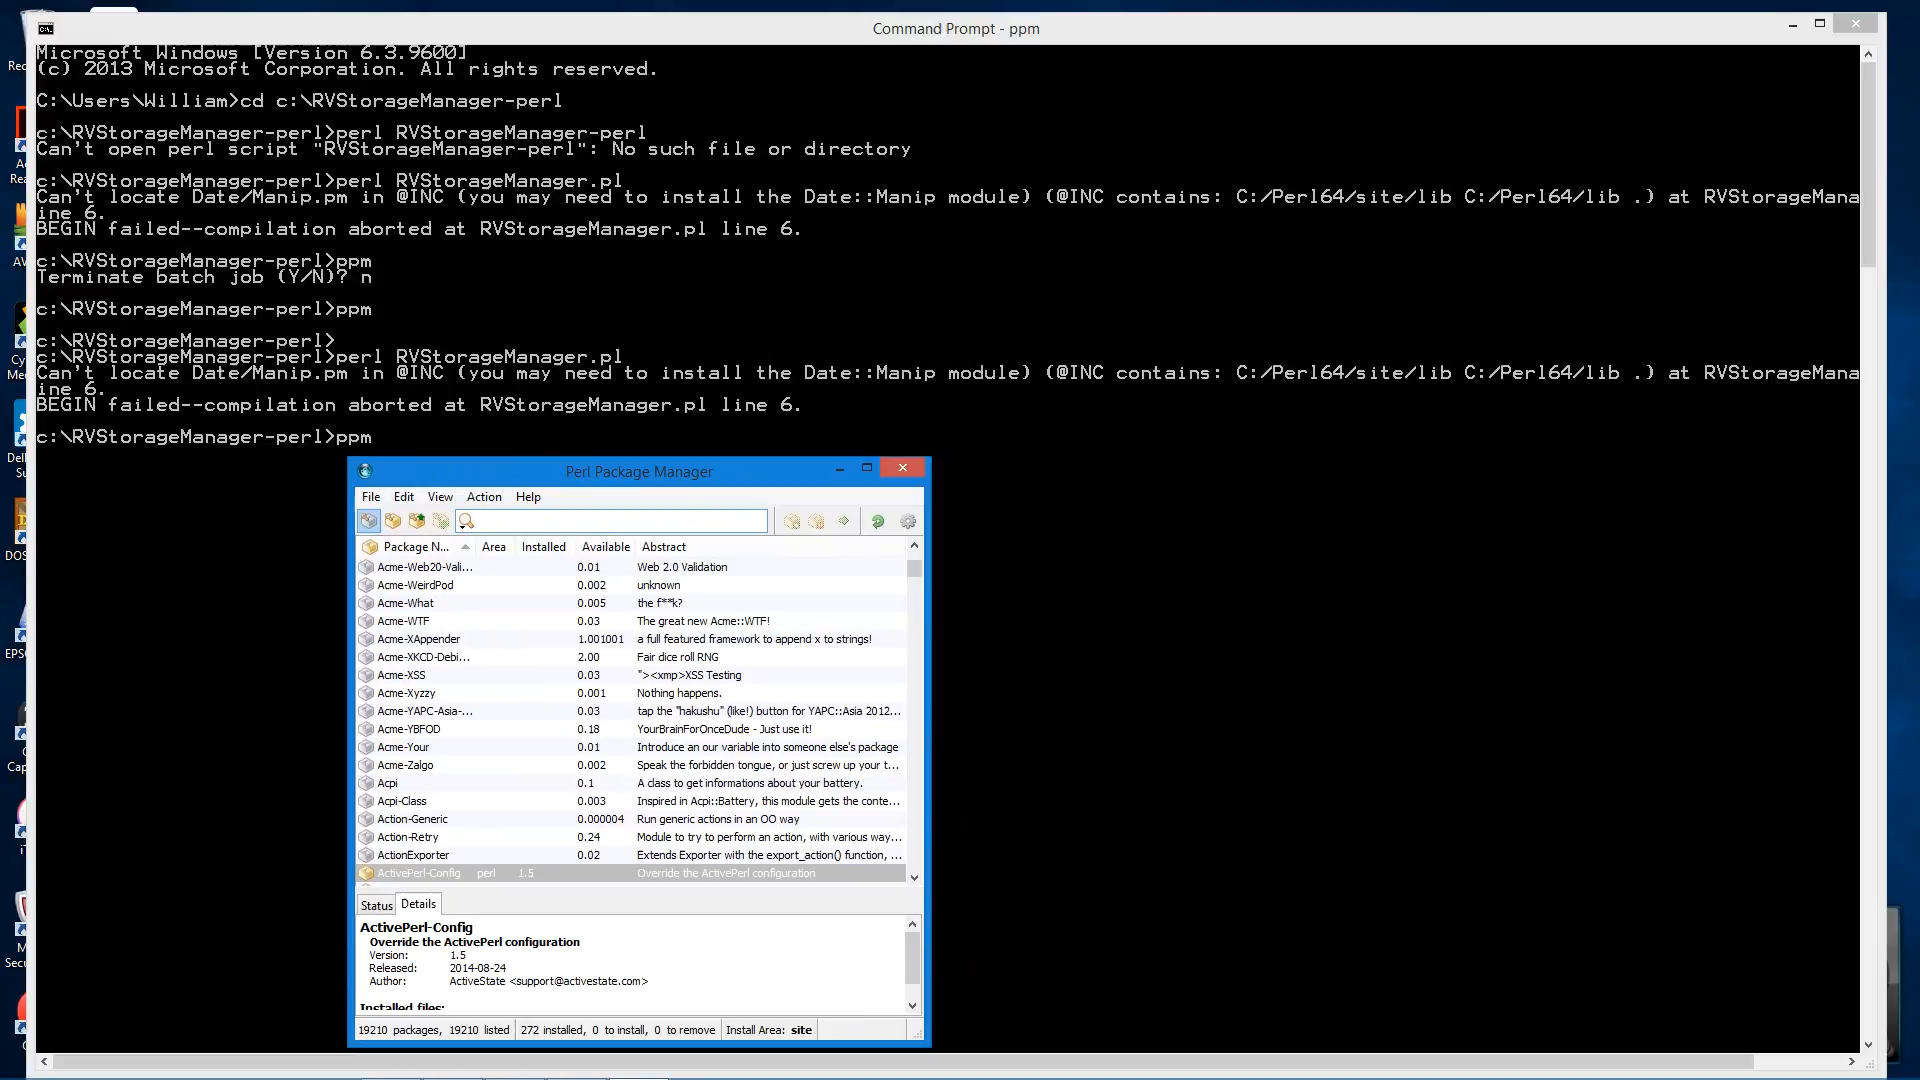 Command Prompt - ppm
Microsoft Windows [Version 6.3.9600]
(c) 2013 Microsoft Corporation. All rights reserved.
C:\Users\William>cd c:\RVStorageManager-perl
c:\RVStorageManager-perl>perl RVStorageManager-perl
Can't open perl script "RVStorageManager-perl": No such file or directory
c:\RVStorageManager-perl>perl RVStorageManager.pl
Can't locate Date/Manip.pm in @INC (you may need to install the Date::Manip module) (@INC contains: C:/Perl64/site/lib C:/Perl64/lib .) at RVStorageMana
ine 6.
BEGIN failed--compilation aborted at RVStorageManager.pl line 6.
c:\RVStorageManager-perl>ppm
Terminate batch job (Y/N)? n
c:\RVStorageManager-perl>ppm
c:\RVStorageManager-perl>
c:\RVStorageManager-perl>perl RVStorageManager.pl
Can't locate Date/Manip.pm in @INC (you may need to install the Date::Manip module) (@INC contains: C:/Perl64/site/lib C:/Perl64/lib .) at RVStorageMana
ine 6.
BEGIN failed--compilation aborted at RVStorageManager.pl line 6.
c:\RVStorageManager-perl>ppm
Perl Package Manager
File Edit View Action Help
Package N... Area Installed Available Abstract
Acme-Web20-Vali... 0.01 Web 2.0 Validation
Acme-WeirdPod 0.002 unknown
Acme-What 0.005 the f**k?
Acme-WTF 0.03 The great new Acme::WTF!
Acme-XAppender 1.001001 a full featured framework to append x to strings!
Acme-XKCD-Debi... 2.00 Fair dice roll RNG
Acme-XSS 0.03 "><xmp>XSS Testing
Acme-Xyzzy 0.001 Nothing happens.
Acme-YAPC-Asia-... 0.03 tap the "hakushu" (like!) button for YAPC::Asia 2012...
Acme-YBFOD 0.18 YourBrainForOnceDude - Just use it!
Acme-Your 0.01 Introduce an our variable into someone else's package
Acme-Zalgo 0.002 Speak the forbidden tongue, or just screw up your t...
Acpi 0.1 A class to get informations about your battery.
Acpi-Class 0.003 Inspired in Acpi::Battery, this module gets the conte...
Action-Generic 0.000004 Run generic actions in an OO way
Action-Retry 0.24 Module to try to perform an action, with various way...
ActionExporter 0.02 Extends Exporter with the export_action() function, ...
ActivePerl-Config perl 1.5 Override the ActivePerl configuration
Status Details
ActivePerl-Config
Override the ActivePerl configuration
Version: 1.5
Released: 2014-08-24
Author: ActiveState <support@activestate.com>
Installed files:
19210 packages, 19210 listed 272 installed, 0 to install, 0 to remove Install Area: site